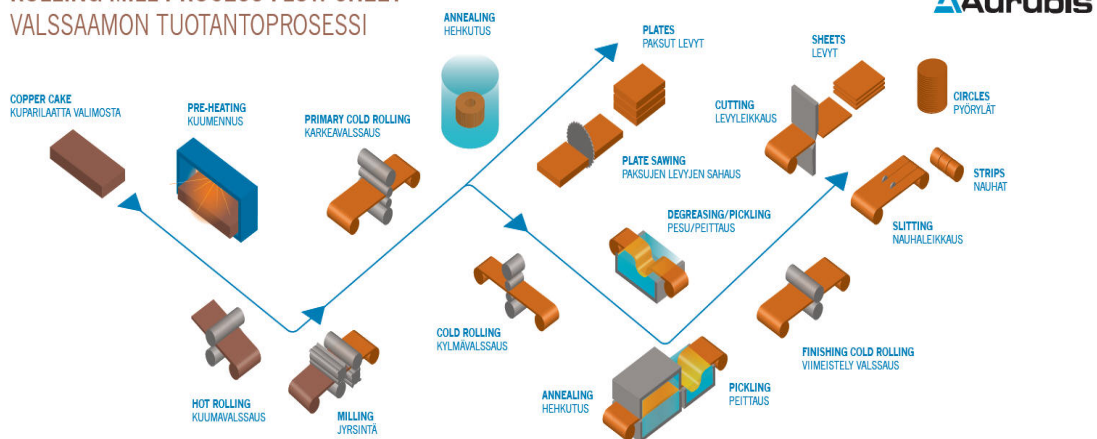 VALSSAAMON TUOTANTOPROSESSI
Aurubis
COPPER CAKE
KUPARILAATTA VALIMOSTA
PRE-HEATING
KUUMENNUS
PRIMARY COLD ROLLING
KARKEAVALSSAUS
ANNEALING
HEHKUTUS
PLATES
PAKSUT LEVYT
SHEETS
LEVYT
CUTTING
LEVYLEIKKAUS
CIRCLES
PYÖRYLÄT
PLATE SAWING
PAKSUJEN LEVYJEN SAHAUS
STRIPS
NAUHAT
SLITTING
NAUHALEIKKAUS
DEGREASING/PICKLING
PESU/PEITTAUS
COLD ROLLING
KYLMÄVALSSAUS
FINISHING COLD ROLLING
VIIMEISTELY VALSSAUS
HOT ROLLING
KUUMAVALSSAUS
MILLING
JYRSINTÄ
ANNEALING
HEHKUTUS
PICKLING
PEITTAUS